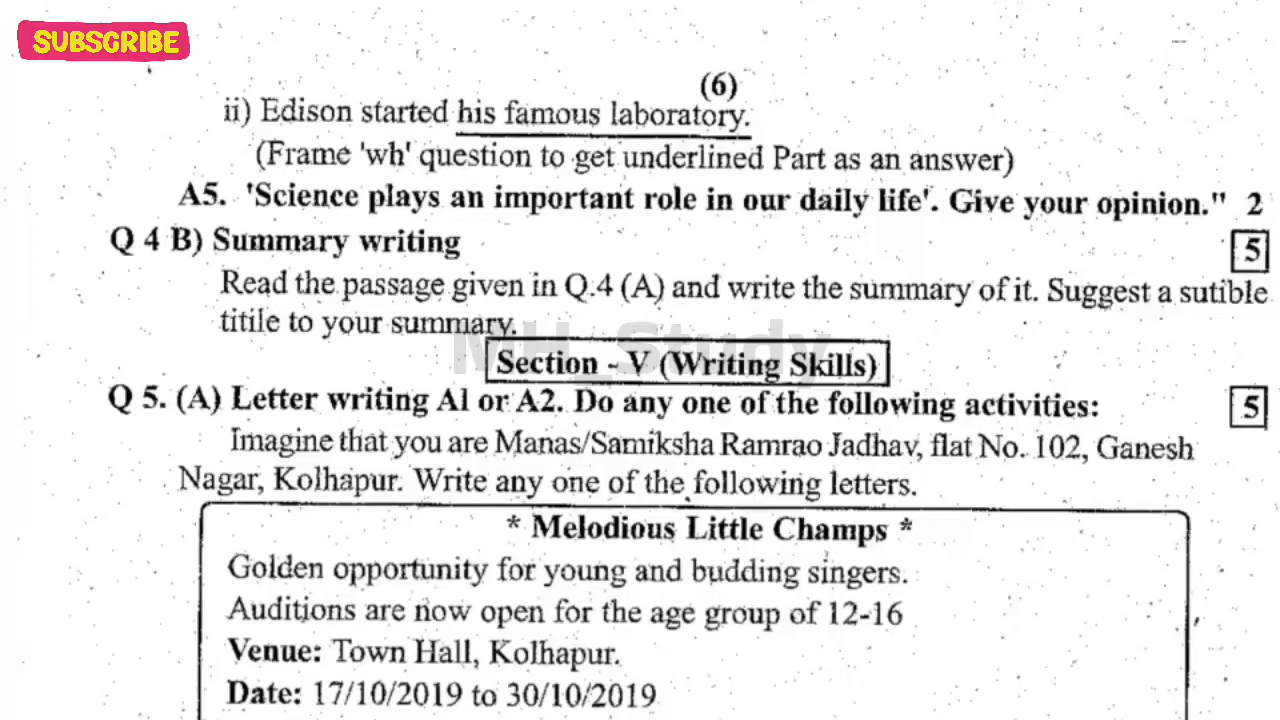 SUBSCRIBE
(6)
ii) Edison started his famous laboratory.
(Frame 'wh' question to get underlined Part as an answer)
A5. 'Science plays an important role in our daily life'. Give your opinion." 2
Q 4 B) Summary writing 5
Read the passage given in Q.4 (A) and write the summary of it. Suggest a sutible
titile to your summary.
MH_Study
Section - V (Writing Skills)
Q 5. (A) Letter writing A1 or A2. Do any one of the following activities: 5
Imagine that you are Manas/Samiksha Ramrao Jadhav, flat No. 102, Ganesh
Nagar, Kolhapur. Write any one of the following letters.
* Melodious Little Champs *
Golden opportunity for young and budding singers.
Auditions are now open for the age group of 12-16
Venue: Town Hall, Kolhapur.
Date: 17/10/2019 to 30/10/2019